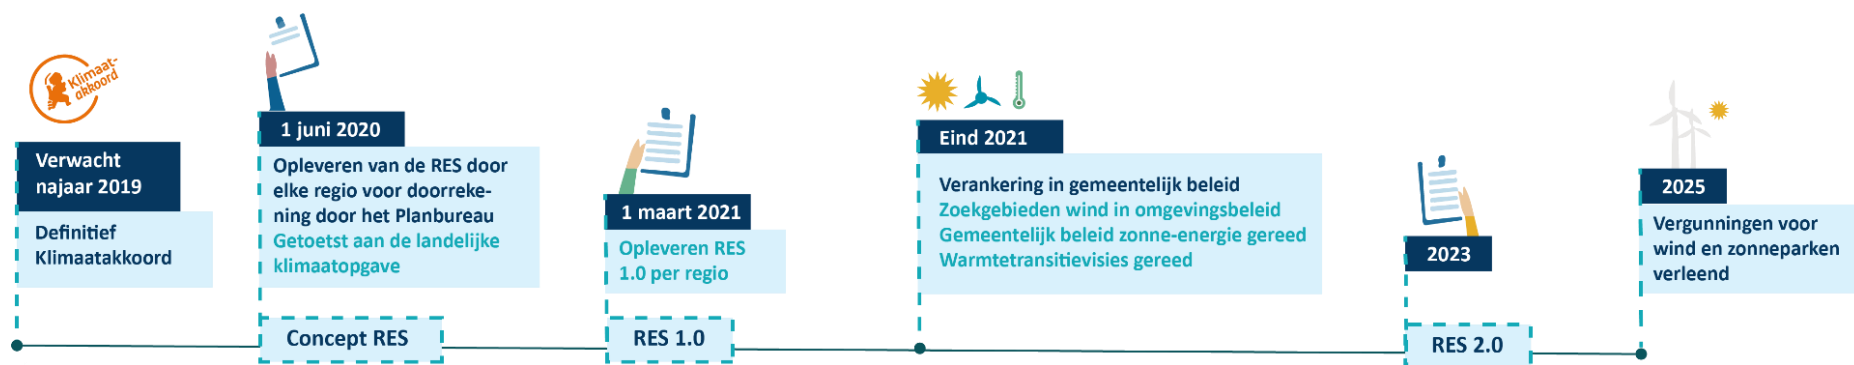 Klimaat-
akkoord
Verwacht
najaar 2019
Definitief
Klimaatakkoord
1 juni 2020
Opleveren van de RES door
elke regio voor doorreke-
ning door het Planbureau
Getoetst aan de landelijke
klimaatopgave
Concept RES
1 maart 2021
Opleveren RES
1.0 per regio
RES 1.0
Eind 2021
Verankering in gemeentelijk beleid
Zoekgebieden wind in omgevingsbeleid
Gemeentelijk beleid zonne-energie gereed
Warmtetransitievisies gereed
2023
RES 2.0
2025
Vergunningen voor
wind en zonneparken
verleend